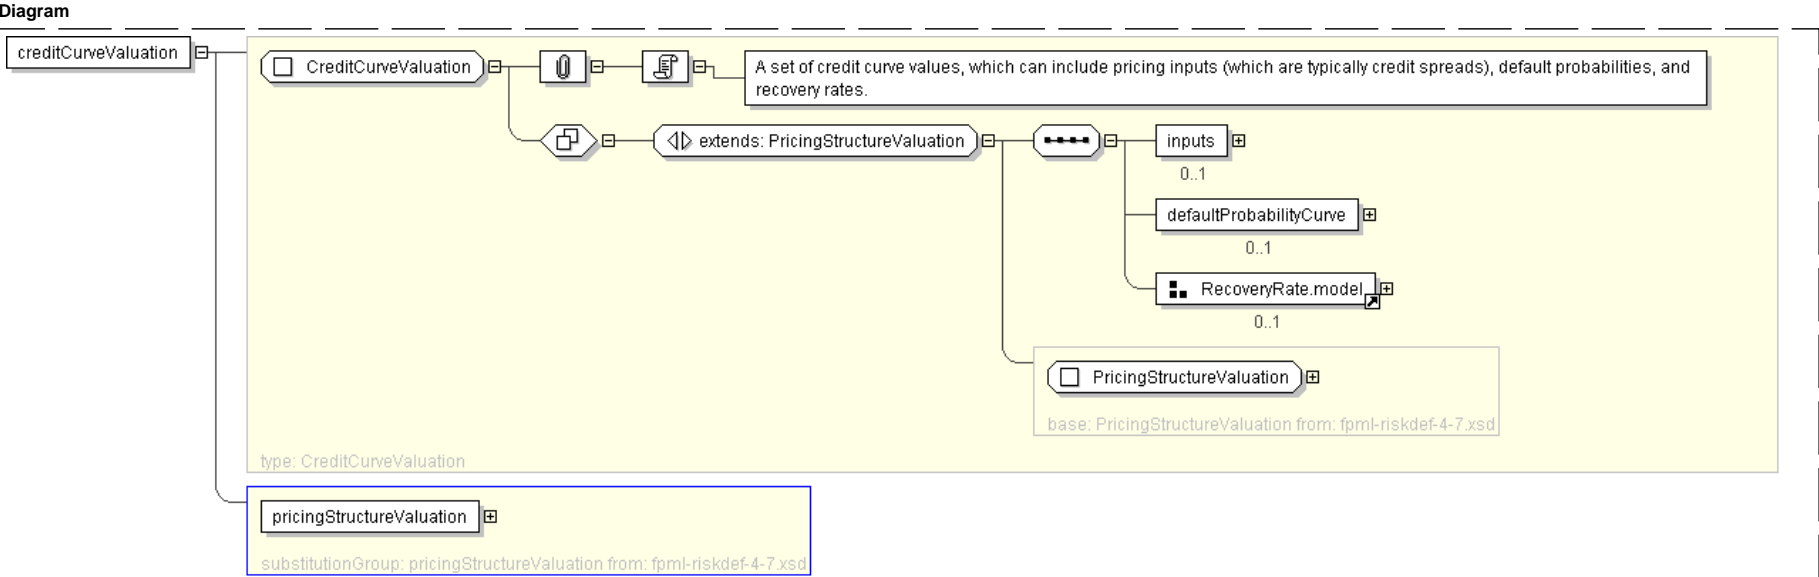 Diagram
creditCurveValuation
CreditCurveValuation
A set of credit curve values, which can include pricing inputs (which are typically credit spreads), default probabilities, and
recovery rates.
extends: PricingStructureValuation
inputs
0..1
defaultProbabilityCurve
0..1
RecoveryRate.model
0..1
PricingStructureValuation
base: PricingStructureValuation from: fpml-riskdef-4-7.xsd
type: CreditCurveValuation
pricingStructureValuation
substitutionGroup: pricingStructureValuation from: fpml-riskdef-4-7.xsd